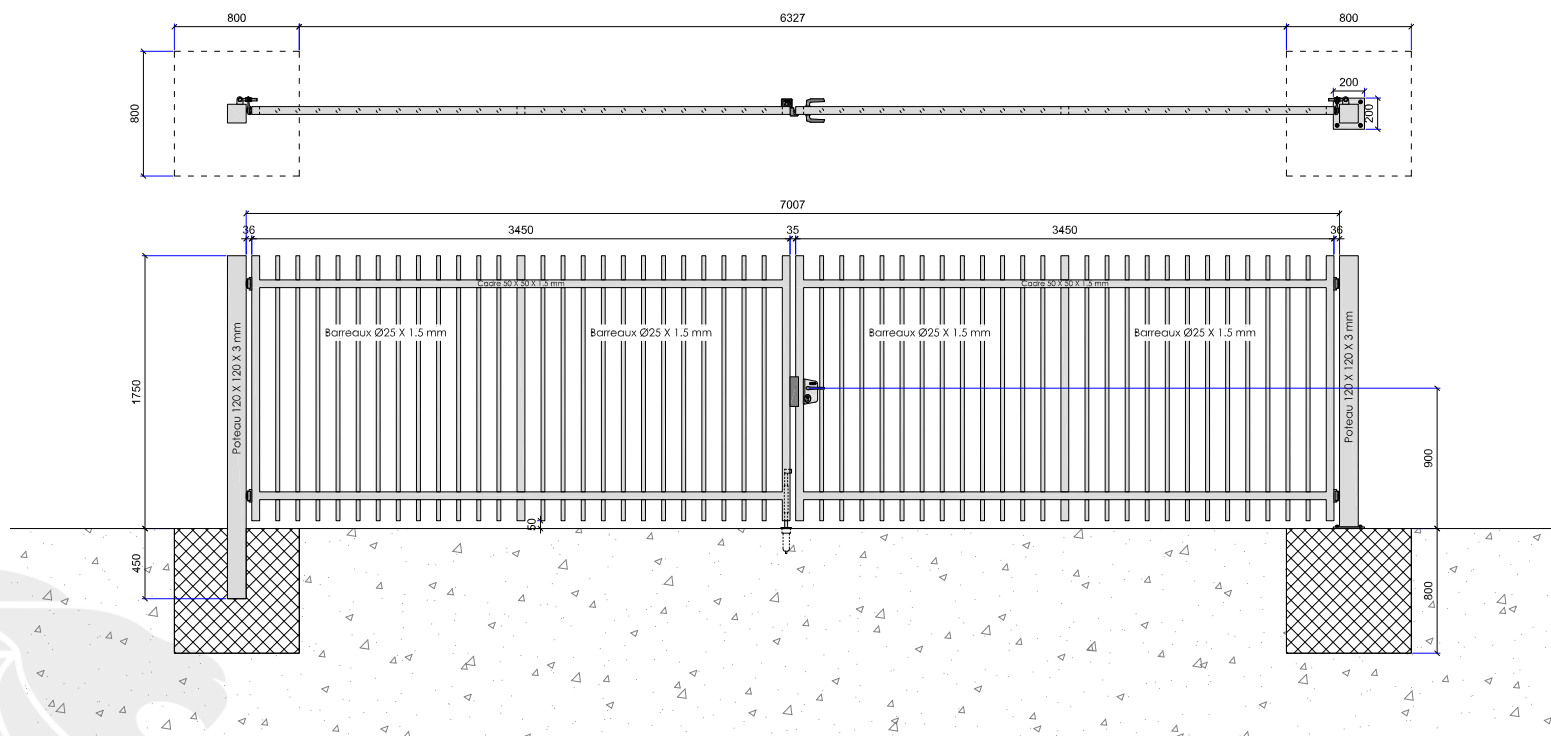 800
6327
800
800
200
200
7007
36
3450
35
3450
36
Cadre 50 X 50 X 1.5 mm
Cadre 50 X 50 X 1.5 mm
Barreaux Ø25 X 1.5 mm
Barreaux Ø25 X 1.5 mm
Barreaux Ø25 X 1.5 mm
Barreaux Ø25 X 1.5 mm
Poteau 120 X 120 X 3 mm
Poteau 120 X 120 X 3 mm
1750
900
50
450
800